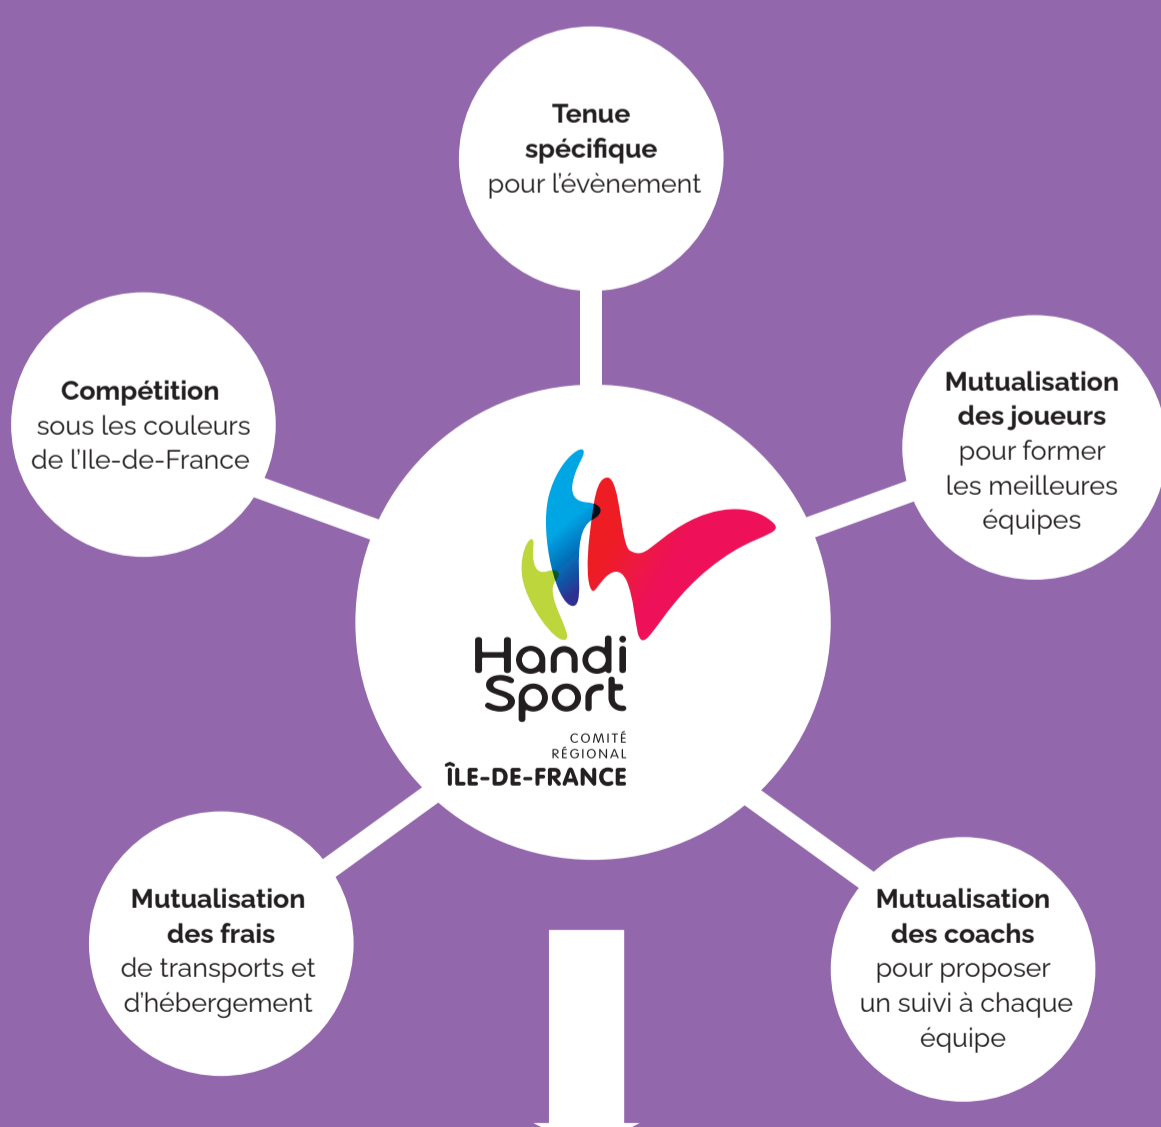 Tenue
spécifique
pour l'évènement
Compétition
sous les couleurs
de l'Ile-de-France
Mutualisation
des joueurs
pour former
les meilleures
équipes
Handi
Sport
COMITÉ
RÉGIONAL
ÎLE-DE-FRANCE
Mutualisation
des frais
de transports et
d'hébergement
Mutualisation
des coachs
pour proposer
un suivi à chaque
équipe